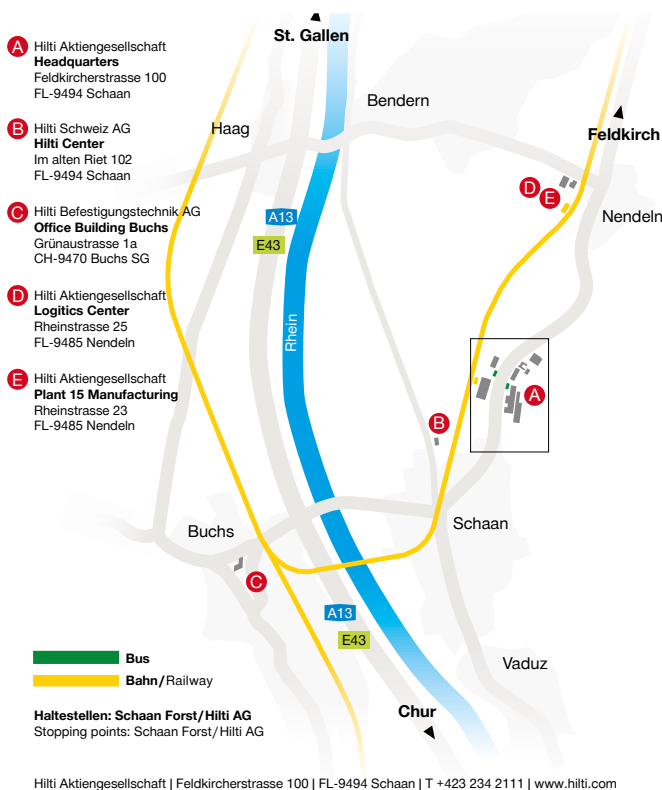 A
Hilti Aktiengesellschaft
Headquarters
Feldkircherstrasse 100
FL-9494 Schaan
B
Hilti Schweiz AG
Hilti Center
Im alten Riet 102
FL-9494 Schaan
C
Hilti Befestigungstechnik AG
Office Building Buchs
Grünaustrasse 1a
CH-9470 Buchs SG
D
Hilti Aktiengesellschaft
Logitics Center
Rheinstrasse 25
FL-9485 Nendeln
E
Hilti Aktiengesellschaft
Plant 15 Manufacturing
Rheinstrasse 23
FL-9485 Nendeln
St. Gallen
Bendern
Haag
Feldkirch
D
E
Nendeln
A13
E43
Rhein
A
B
Schaan
Buchs
C
A13
E43
Vaduz
Chur
Bus
Bahn/Railway
Haltestellen: Schaan Forst/Hilti AG
Stopping points: Schaan Forst/Hilti AG
Hilti Aktiengesellschaft | Feldkircherstrasse 100 | FL-9494 Schaan | T +423 234 2111 | www.hilti.com